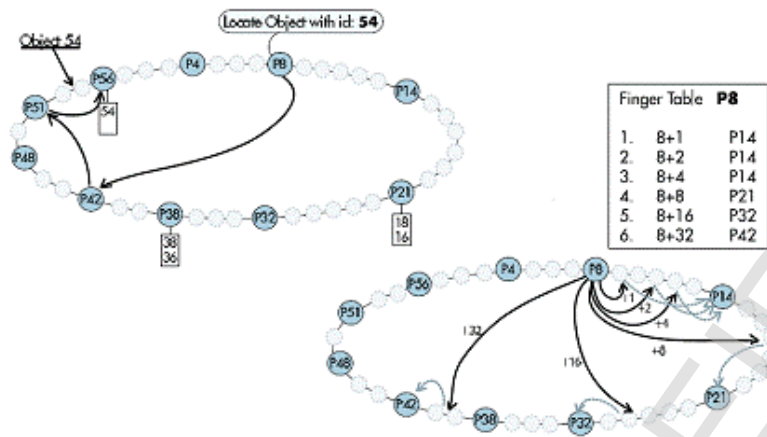 Locate Object with id: 54
Object 54
P4
P8
P56
54
P51
P14
P48
P42
P38
38
36
P32
P21
18
16
Finger Table P8
1. 8+1 P14
2. 8+2 P14
3. 8+4 P14
4. 8+8 P21
5. 8+16 P32
6. 8+32 P42
P4
P8
P56
P14
P51
+1
+2
+4
+8
+32
+16
P48
P42
P38
P32
P21